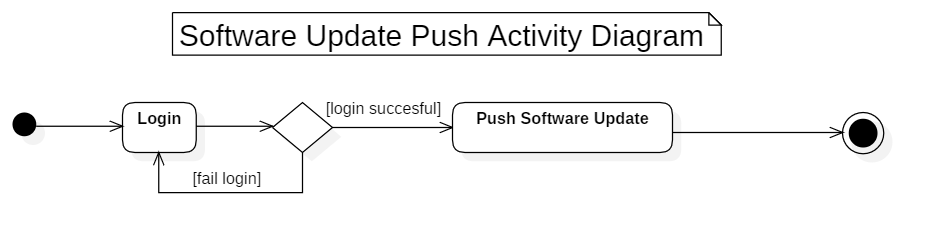 Software Update Push Activity Diagram
[login succesful]
Login
Push Software Update
[fail login]